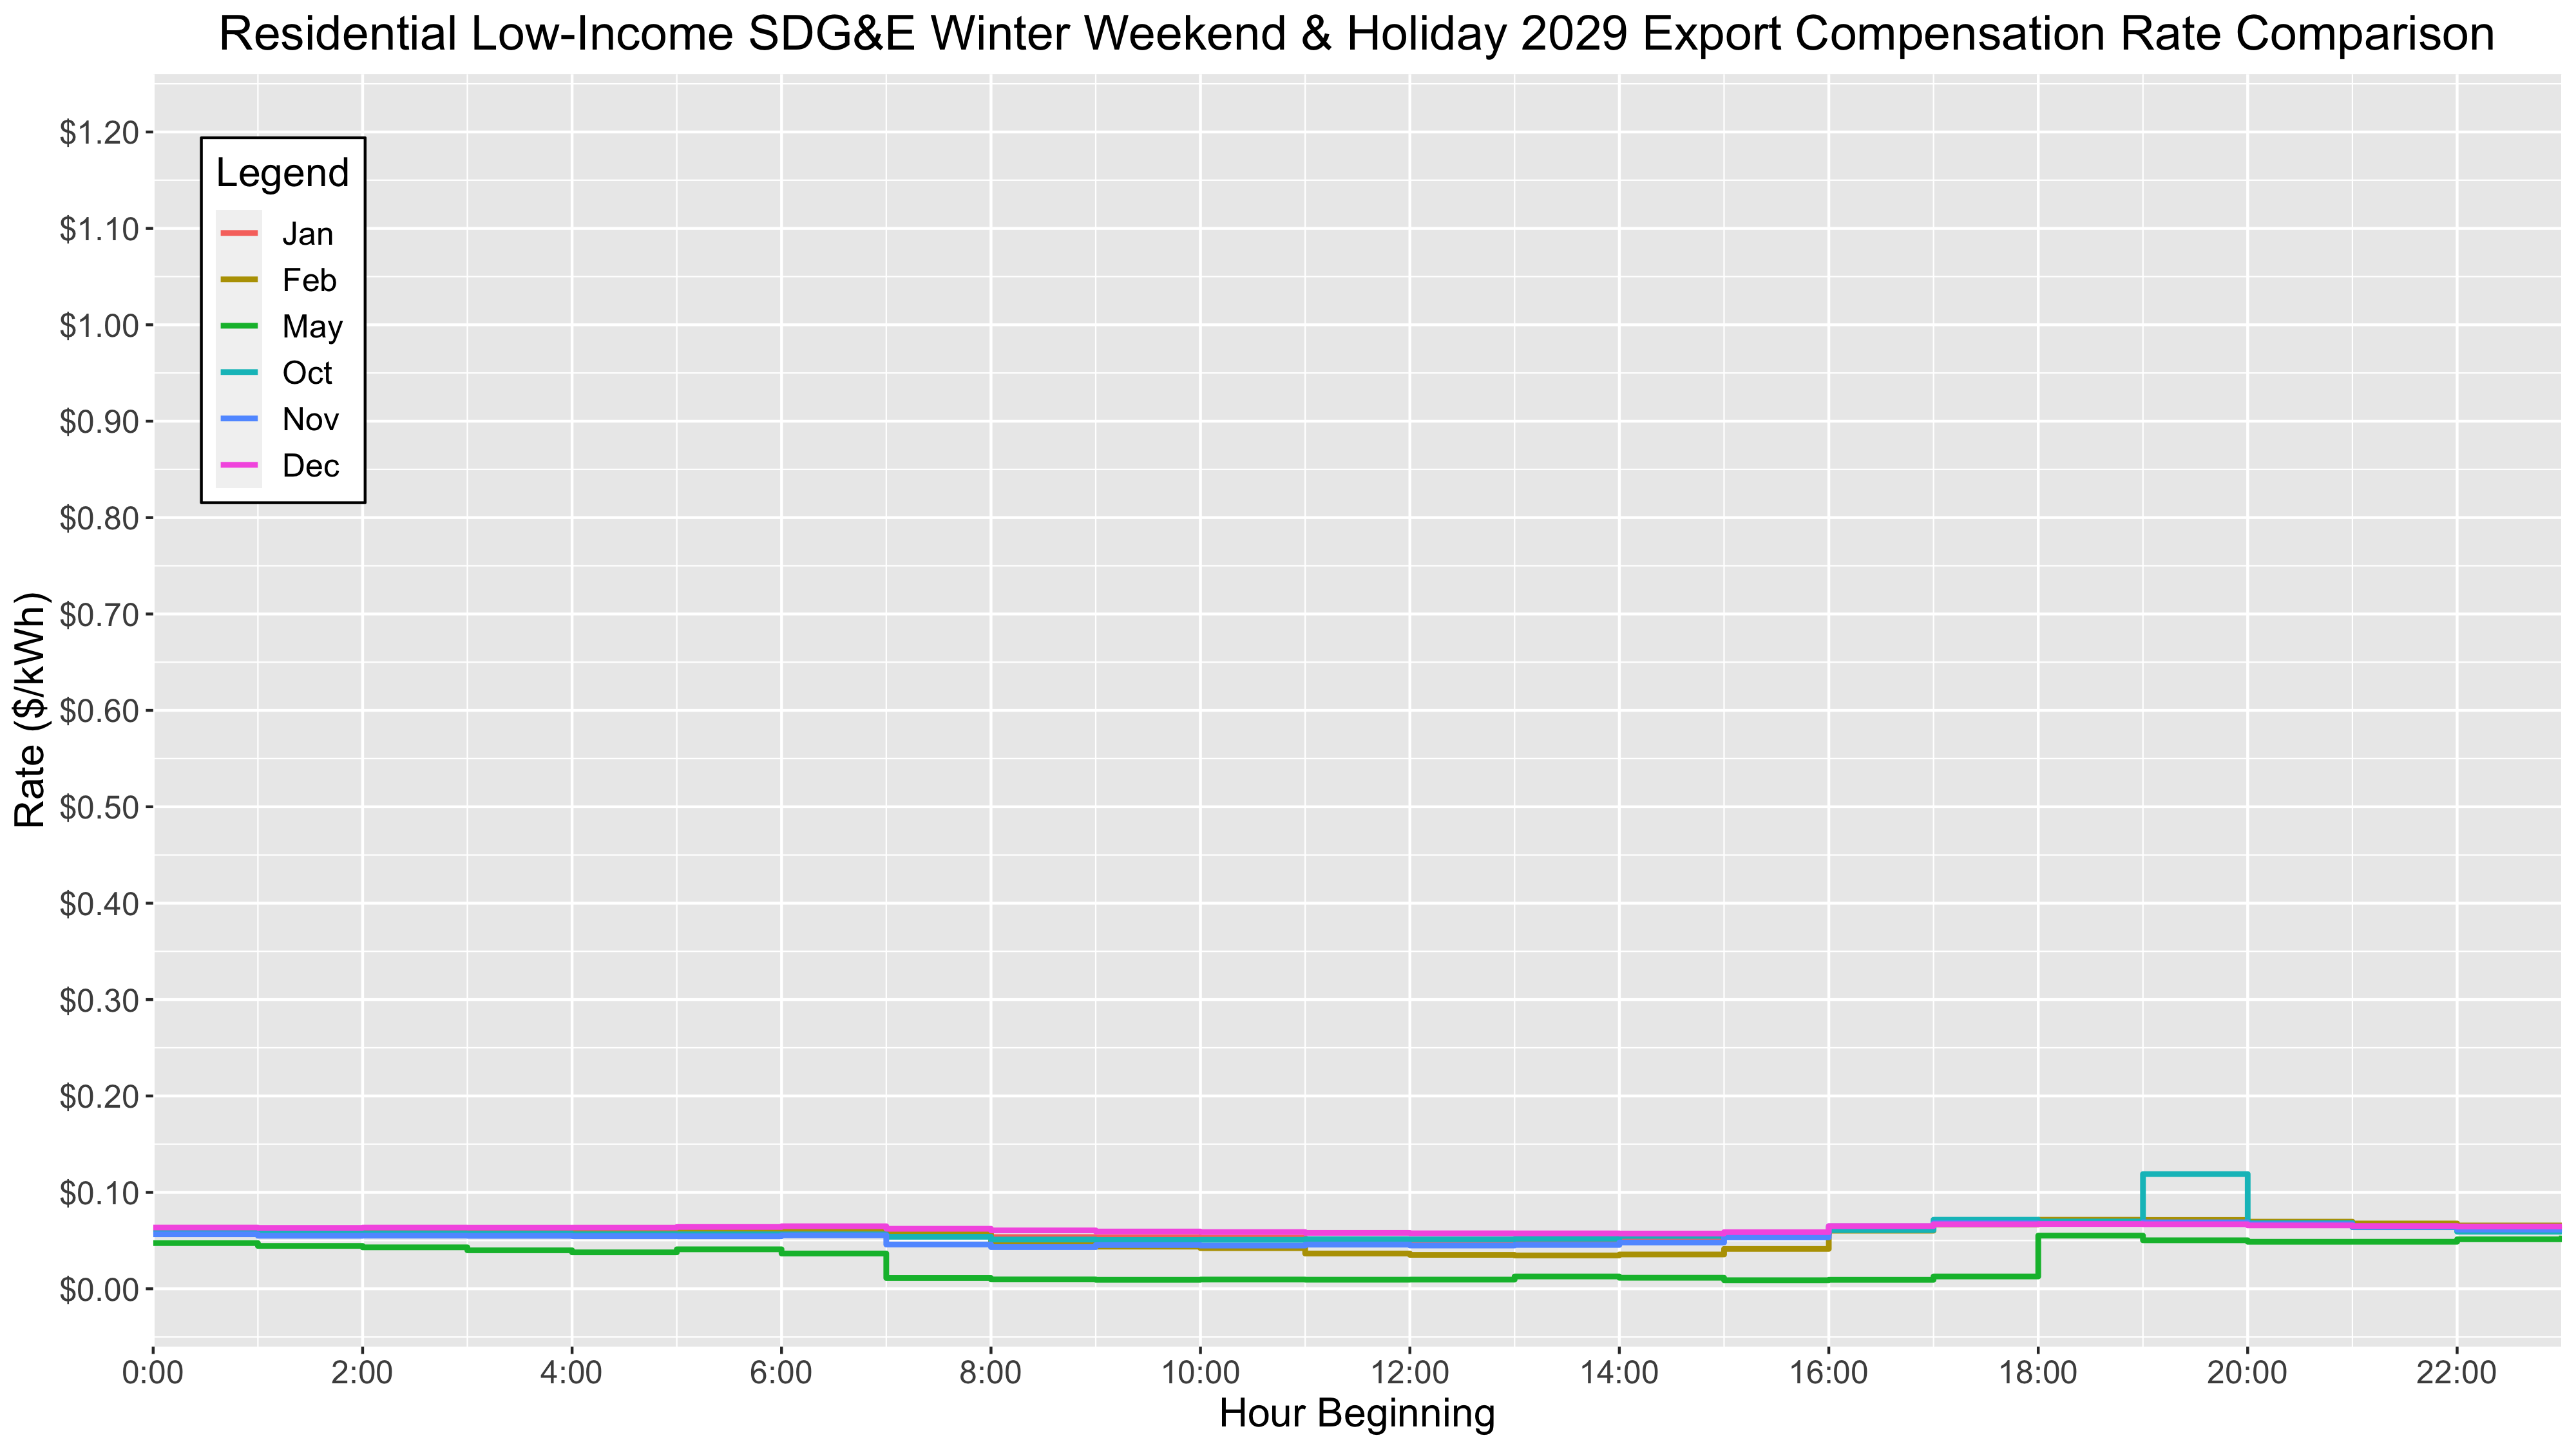 Residential Low-Income SDG&E Winter Weekend & Holiday 2029 Export Compensation Rate Comparison
Legend
Jan
Feb
May
Oct
Nov
Dec
Rate ($/kWh)
$1.20
$1.10
$1.00
$0.90
$0.80
$0.70
$0.60
$0.50
$0.40
$0.30
$0.20
$0.10
$0.00
0:00 2:00 4:00 6:00 8:00 10:00 12:00 14:00 16:00 18:00 20:00 22:00
Hour Beginning